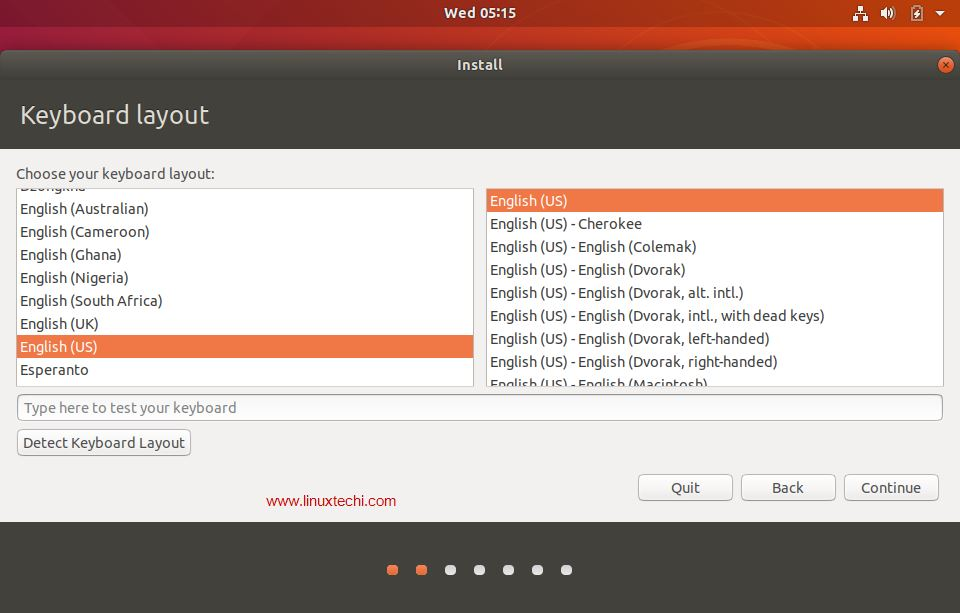 Wed 05:15
Install
Keyboard layout
Choose your keyboard layout:
English (Australian)
English (Cameroon)
English (Ghana)
English (Nigeria)
English (South Africa)
English (UK)
English (US)
Esperanto
English (US)
English (US) - Cherokee
English (US) - English (Colemak)
English (US) - English (Dvorak)
English (US) - English (Dvorak, alt. intl.)
English (US) - English (Dvorak, intl., with dead keys)
English (US) - English (Dvorak, left-handed)
English (US) - English (Dvorak, right-handed)
English (US) - English (Macintosh)
Type here to test your keyboard
Detect Keyboard Layout
Quit
Back
Continue
www.linuxtechi.com